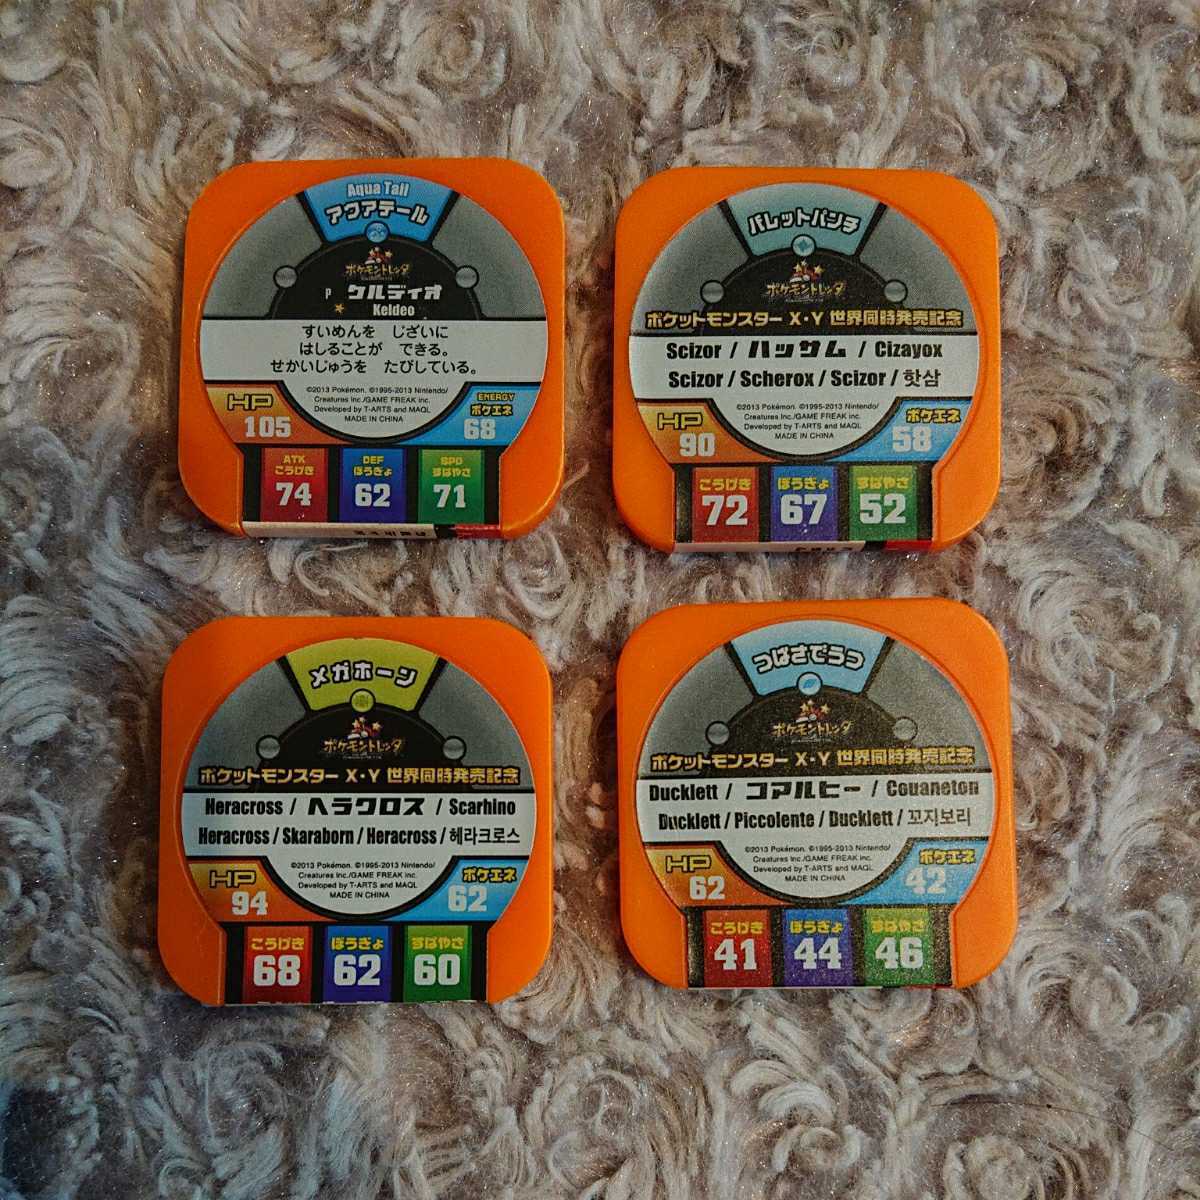 Aqua Tail
アクアテール
ポケモントレッタ
P ケルディオ
Keldeo
すいめんを じざいに
はしることが できる。
せかいじゅうを たびしている。
©2013 Pokémon. ©1995-2013 Nintendo/
Creatures Inc./GAME FREAK inc.
Developed by T-ARTS and MAQL
MADE IN CHINA
HP
105
ENERGY
ポケエネ
68
ATK
こうげき
74
DEF
ぼうぎょ
62
SPD
すばやさ
71
バレットパンチ
ポケモントレッタ
ポケットモンスター X・Y 世界同時発売記念
Scizor / ハッサム / Cizayox
Scizor / Scherox / Scizor / 핫삼
©2013 Pokémon. ©1995-2013 Nintendo/
Creatures Inc./GAME FREAK inc.
Developed by T-ARTS and MAQL
MADE IN CHINA
HP
90
ポケエネ
58
こうげき
72
ぼうぎょ
67
すばやさ
52
メガホーン
ポケモントレッタ
ポケットモンスター X・Y 世界同時発売記念
Heracross / ヘラクロス / Scarhino
Heracross / Skaraborn / Heracross / 헤라크로스
©2013 Pokémon. ©1995-2013 Nintendo/
Creatures Inc./GAME FREAK inc.
Developed by T-ARTS and MAQL
MADE IN CHINA
HP
94
ポケエネ
62
こうげき
68
ぼうぎょ
62
すばやさ
60
つばさでうつ
ポケモントレッタ
ポケットモンスター X・Y 世界同時発売記念
Ducklett / コアルヒー / Couaneton
Ducklett / Piccolente / Ducklett / 꼬지보리
©2013 Pokémon. ©1995-2013 Nintendo/
Creatures Inc./GAME FREAK inc.
Developed by T-ARTS and MAQL
MADE IN CHINA
HP
62
ポケエネ
42
こうげき
41
ぼうぎょ
44
すばやさ
46